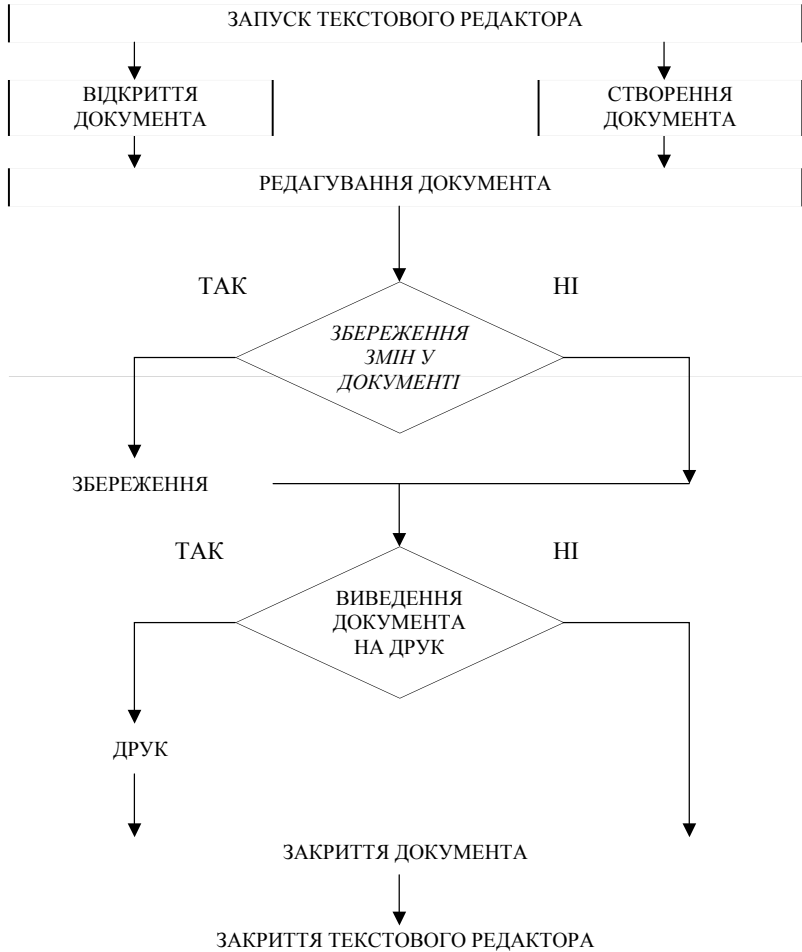 ЗАПУСК ТЕКСТОВОГО РЕДАКТОРА
ВІДКРИТТЯ
ДОКУМЕНТА
СТВОРЕННЯ
ДОКУМЕНТА
РЕДАГУВАННЯ ДОКУМЕНТА
ТАК
НІ
ЗБЕРЕЖЕННЯ
ЗМІН У
ДОКУМЕНТІ
ЗБЕРЕЖЕННЯ
ТАК
НІ
ВИВЕДЕННЯ
ДОКУМЕНТА
НА ДРУК
ДРУК
ЗАКРИТТЯ ДОКУМЕНТА
ЗАКРИТТЯ ТЕКСТОВОГО РЕДАКТОРА